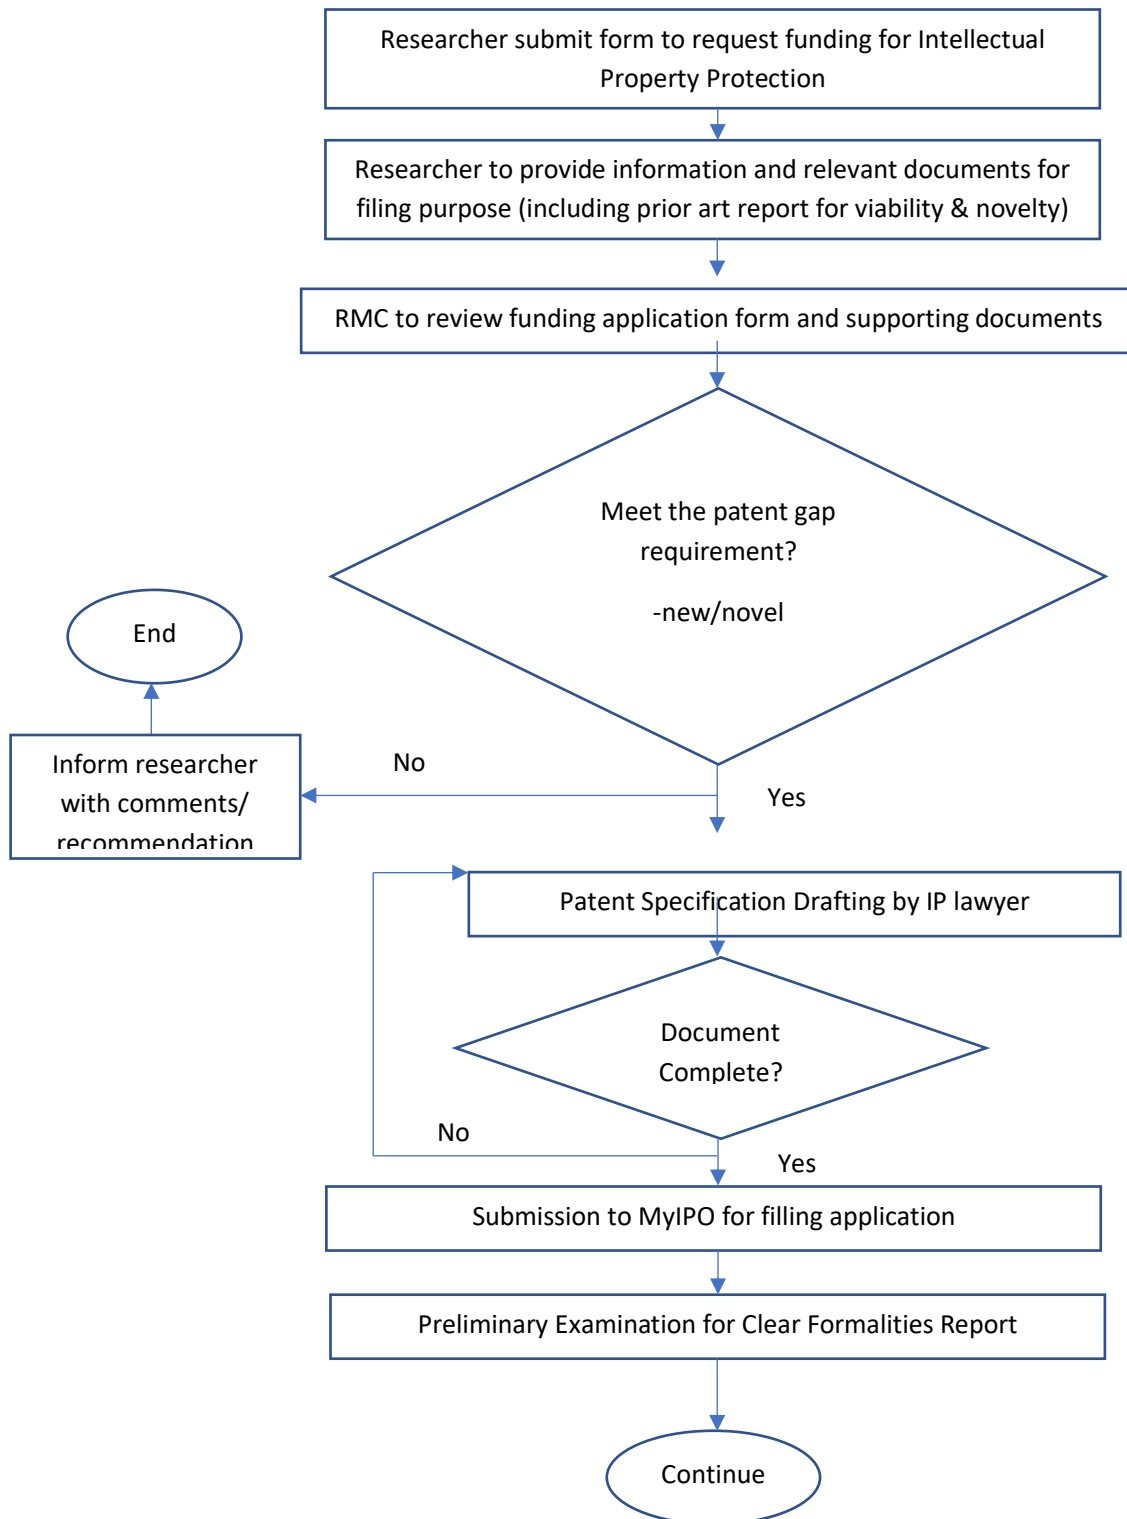 Researcher submit form to request funding for Intellectual
Property Protection
Researcher to provide information and relevant documents for
filing purpose (including prior art report for viability & novelty)
RMC to review funding application form and supporting documents
Meet the patent gap
requirement?
-new/novel
End
Inform researcher
with comments/
recommendation
No
Yes
Patent Specification Drafting by IP lawyer
Document
Complete?
No
Yes
Submission to MyIPO for filling application
Preliminary Examination for Clear Formalities Report
Continue